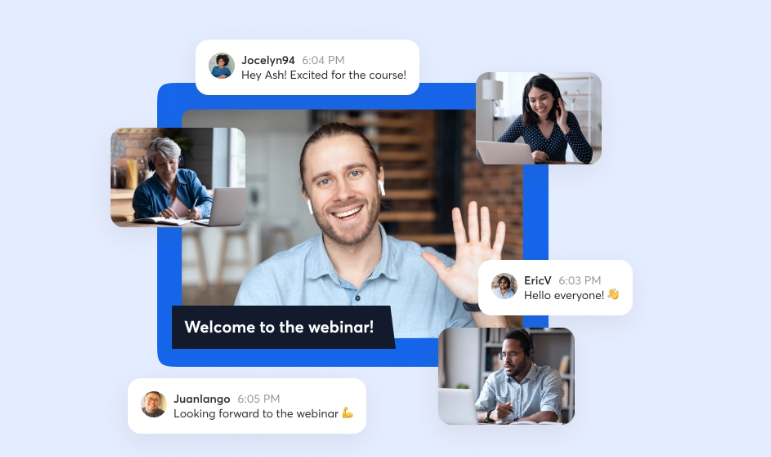 Jocelyn94 6:04 PM
Hey Ash! Excited for the course!
EricV 6:03 PM
Hello everyone! 👋
Welcome to the webinar!
Juanlango 6:05 PM
Looking forward to the webinar 💪